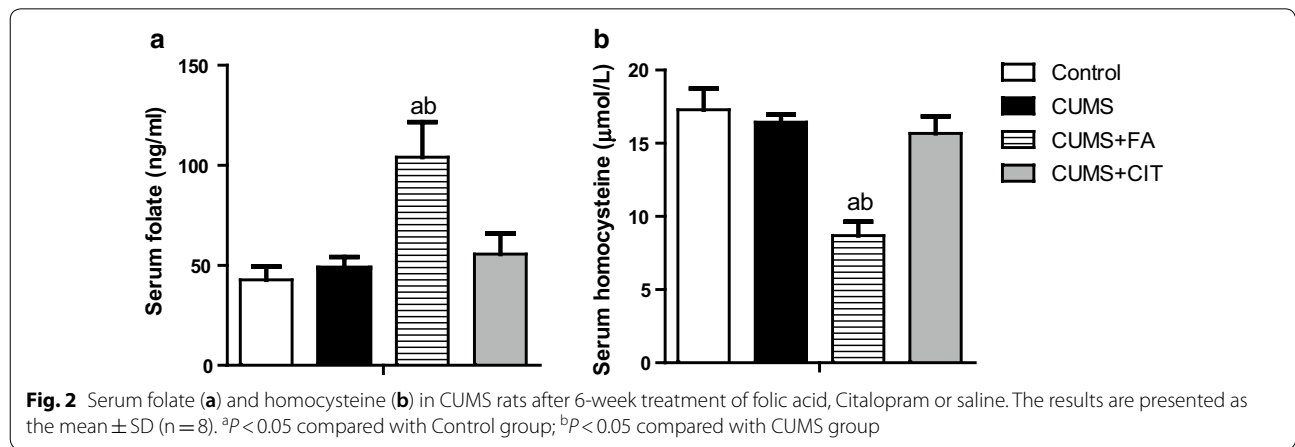 a
Serum folate (ng/ml)
150
100
50
0
ab
b
Serum homocysteine (μmol/L)
20
15
10
5
0
ab
Control
CUMS
CUMS+FA
CUMS+CIT
Fig. 2 Serum folate (a) and homocysteine (b) in CUMS rats after 6-week treatment of folic acid, Citalopram or saline. The results are presented as
the mean ± SD (n = 8). ᵃP < 0.05 compared with Control group; ᵇP < 0.05 compared with CUMS group